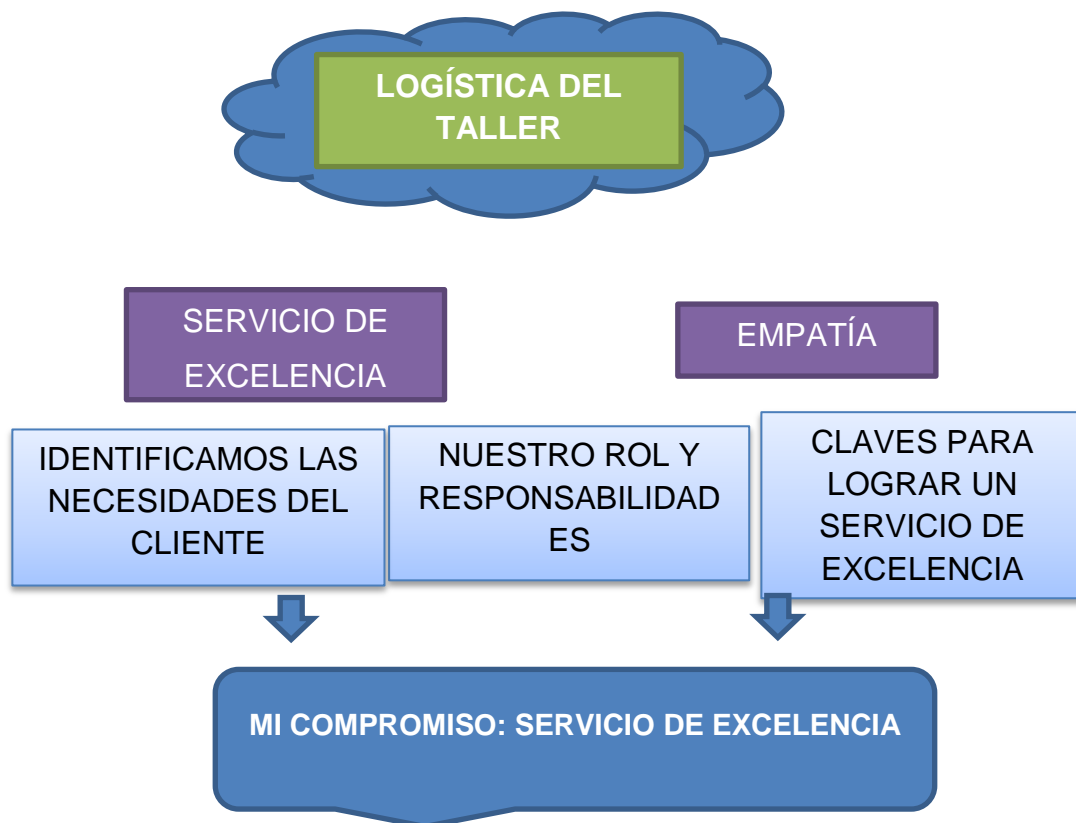 LOGÍSTICA DEL
TALLER
SERVICIO DE
EXCELENCIA
EMPATÍA
IDENTIFICAMOS LAS
NECESIDADES DEL
CLIENTE
NUESTRO ROL Y
RESPONSABILIDAD
ES
CLAVES PARA
LOGRAR UN
SERVICIO DE
EXCELENCIA
MI COMPROMISO: SERVICIO DE EXCELENCIA